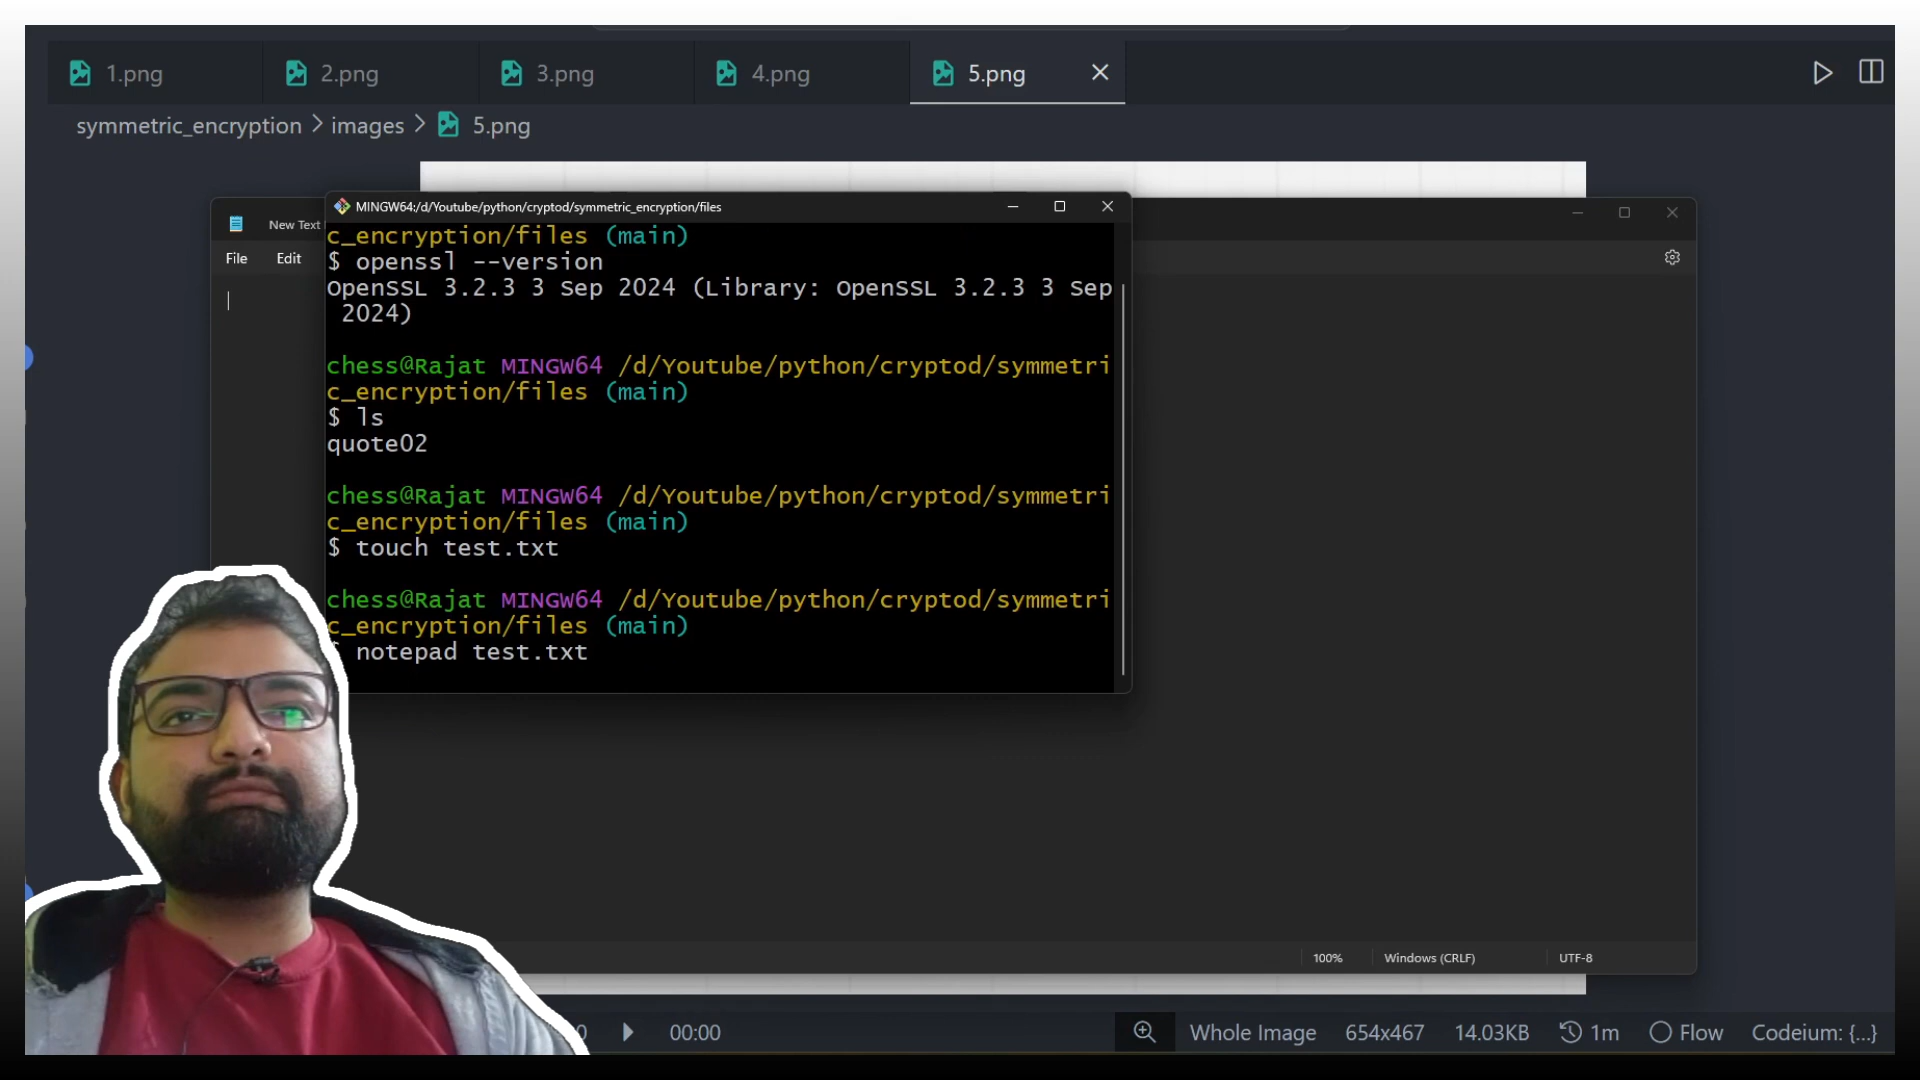 1.png 2.png 3.png 4.png 5.png
symmetric_encryption > images > 5.png
MINGW64:/d/Youtube/python/cryptod/symmetric_encryption/files
New Text
File Edit
c_encryption/files (main)
$ openssl --version
OpenSSL 3.2.3 3 Sep 2024 (Library: OpenSSL 3.2.3 3 Sep
2024)
chess@Rajat MINGW64 /d/Youtube/python/cryptod/symmetri
c_encryption/files (main)
$ ls
quote02
chess@Rajat MINGW64 /d/Youtube/python/cryptod/symmetri
c_encryption/files (main)
$ touch test.txt
chess@Rajat MINGW64 /d/Youtube/python/cryptod/symmetri
c_encryption/files (main)
notepad test.txt
100% Windows (CRLF) UTF-8
00:00 Whole Image 654x467 14.03KB 1m Flow Codeium: {...}